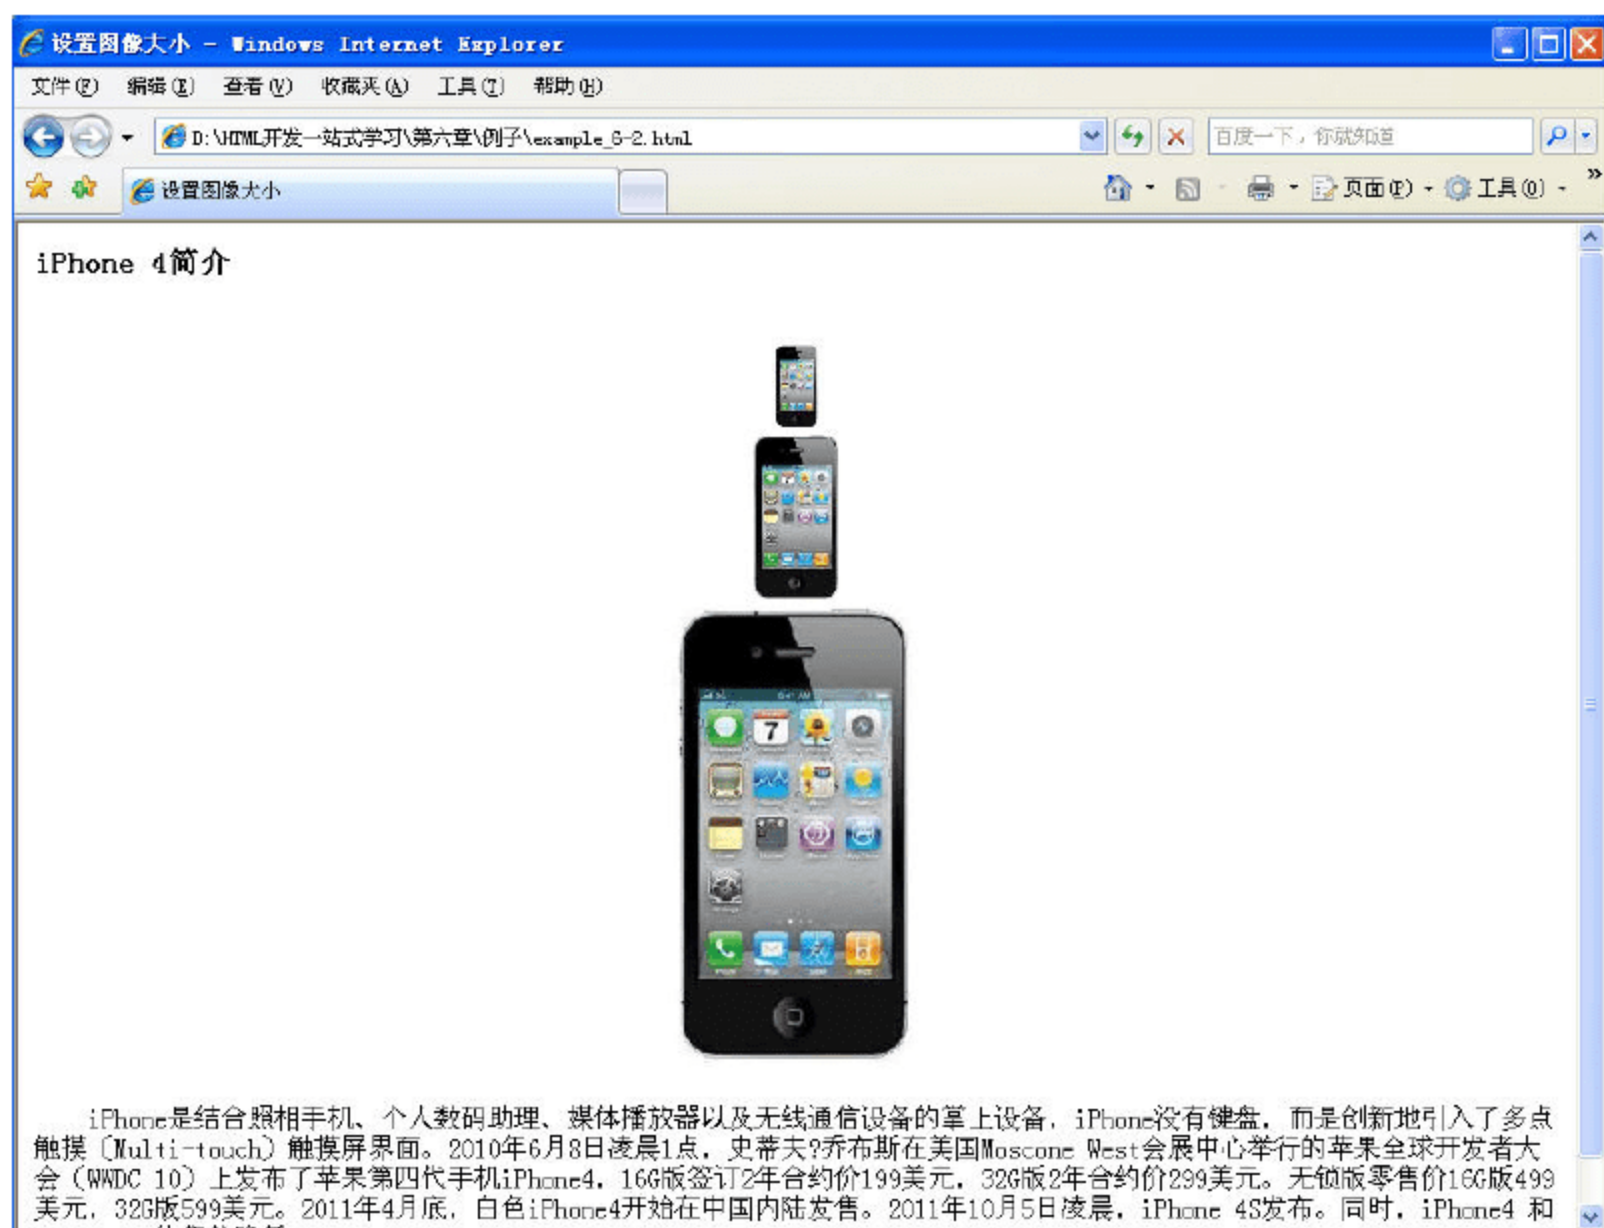 设置图像大小 - Windows Internet Explorer
文件(F) 编辑(E) 查看(V) 收藏夹(A) 工具(T) 帮助(H)
D:\HTML开发一站式学习\第六章\例子\example_6-2.html 百度一下，你就知道
设置图像大小 页面(P) 工具(O) »
iPhone 4简介
7
iPhone是结合照相手机、个人数码助理、媒体播放器以及无线通信设备的掌上设备，iPhone没有键盘，而是创新地引入了多点
触摸（Multi-touch）触摸屏界面。2010年6月8日凌晨1点，史蒂夫?乔布斯在美国Moscone West会展中心举行的苹果全球开发者大
会（WWDC 10）上发布了苹果第四代手机iPhone4，16G版签订2年合约价199美元，32G版2年合约价299美元。无锁版零售价16G版499
美元，32G版599美元。2011年4月底，白色iPhone4开始在中国内陆发售。2011年10月5日凌晨，iPhone 4S发布。同时，iPhone4 和